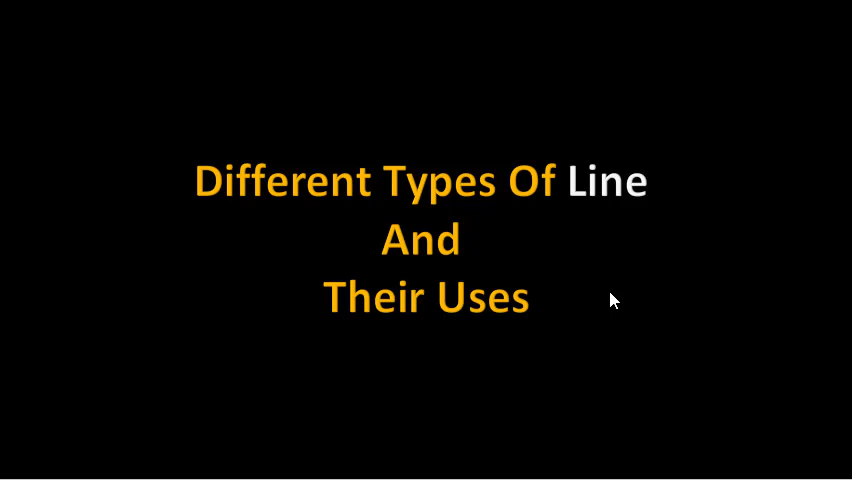 Different Types Of Line
And
Their Uses